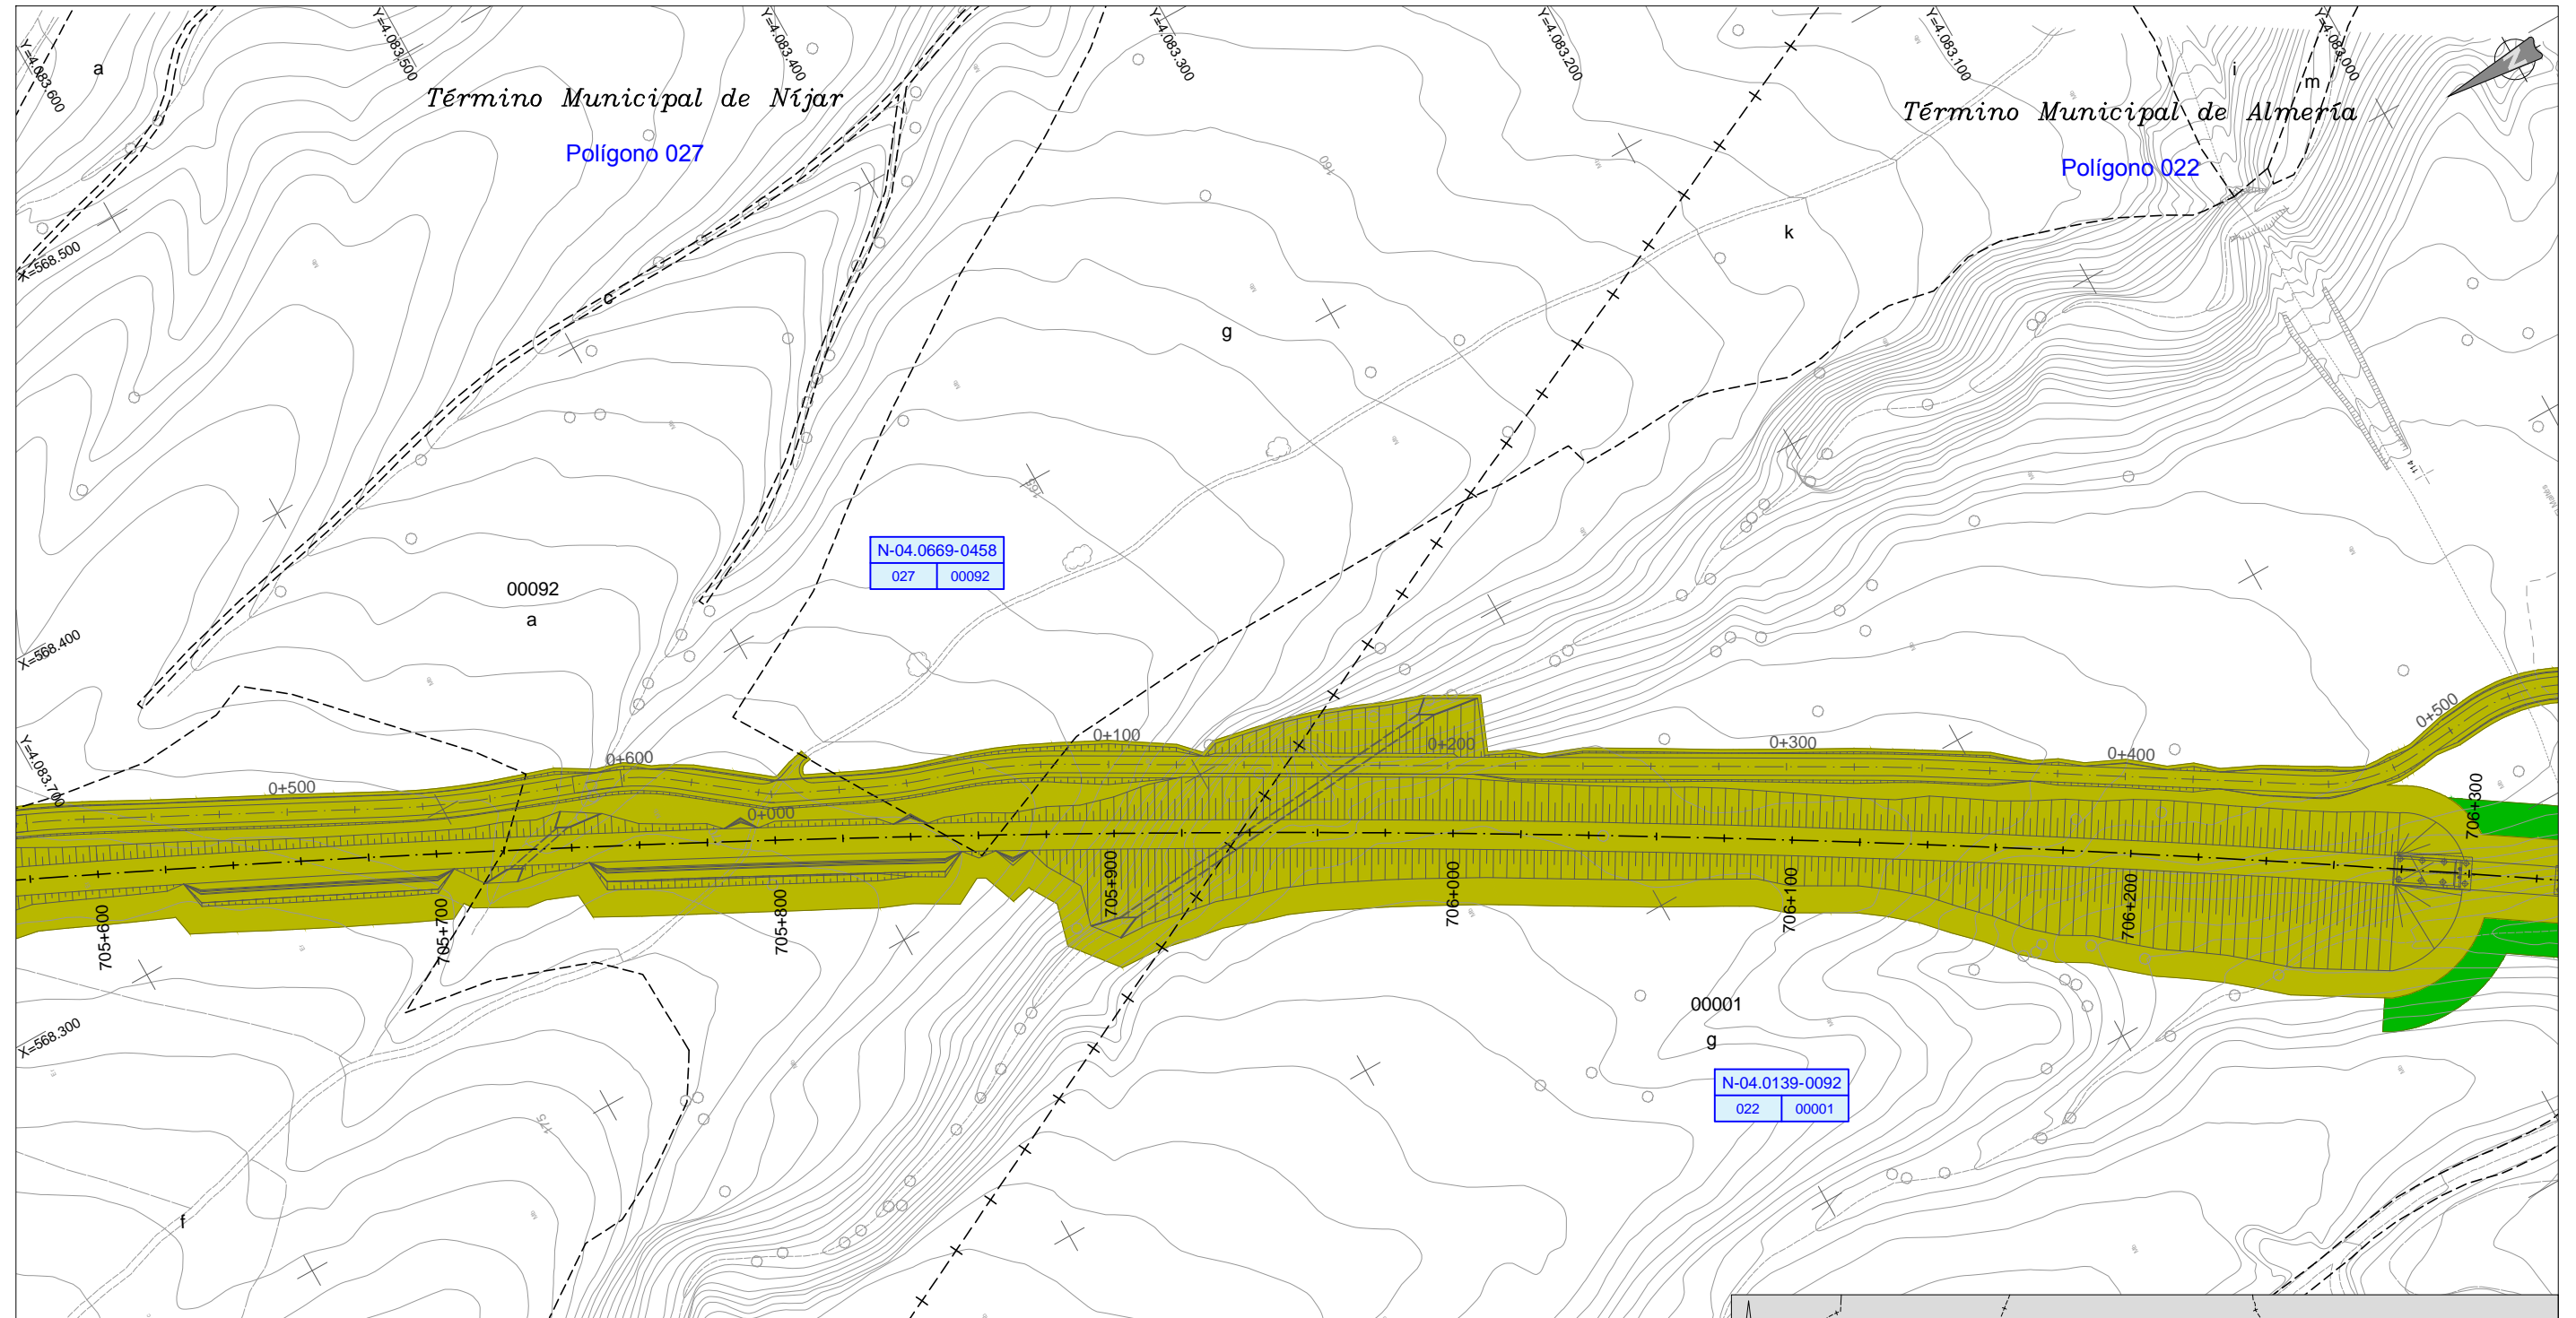 Y=4.083.600
Y=4.083.500
Y=4.083.400
Y=4.083.300
Y=4.083.200
Y=4.083.100
Y=4.083.000
a
i
m
N
Término Municipal de Níjar
Término Municipal de Almería
Polígono 027
Polígono 022
160
k
X=568.500
c
g
114
165
N-04.0669-0458
027 00092
00092
a
X=568.400
Y=4.083.700
0+500
0+600
0+000
0+100
0+200
0+300
0+400
0+500
705+600
705+700
705+800
705+900
706+000
706+100
706+200
706+300
X=568.300
00001
g
N-04.0139-0092
022 00001
175
f